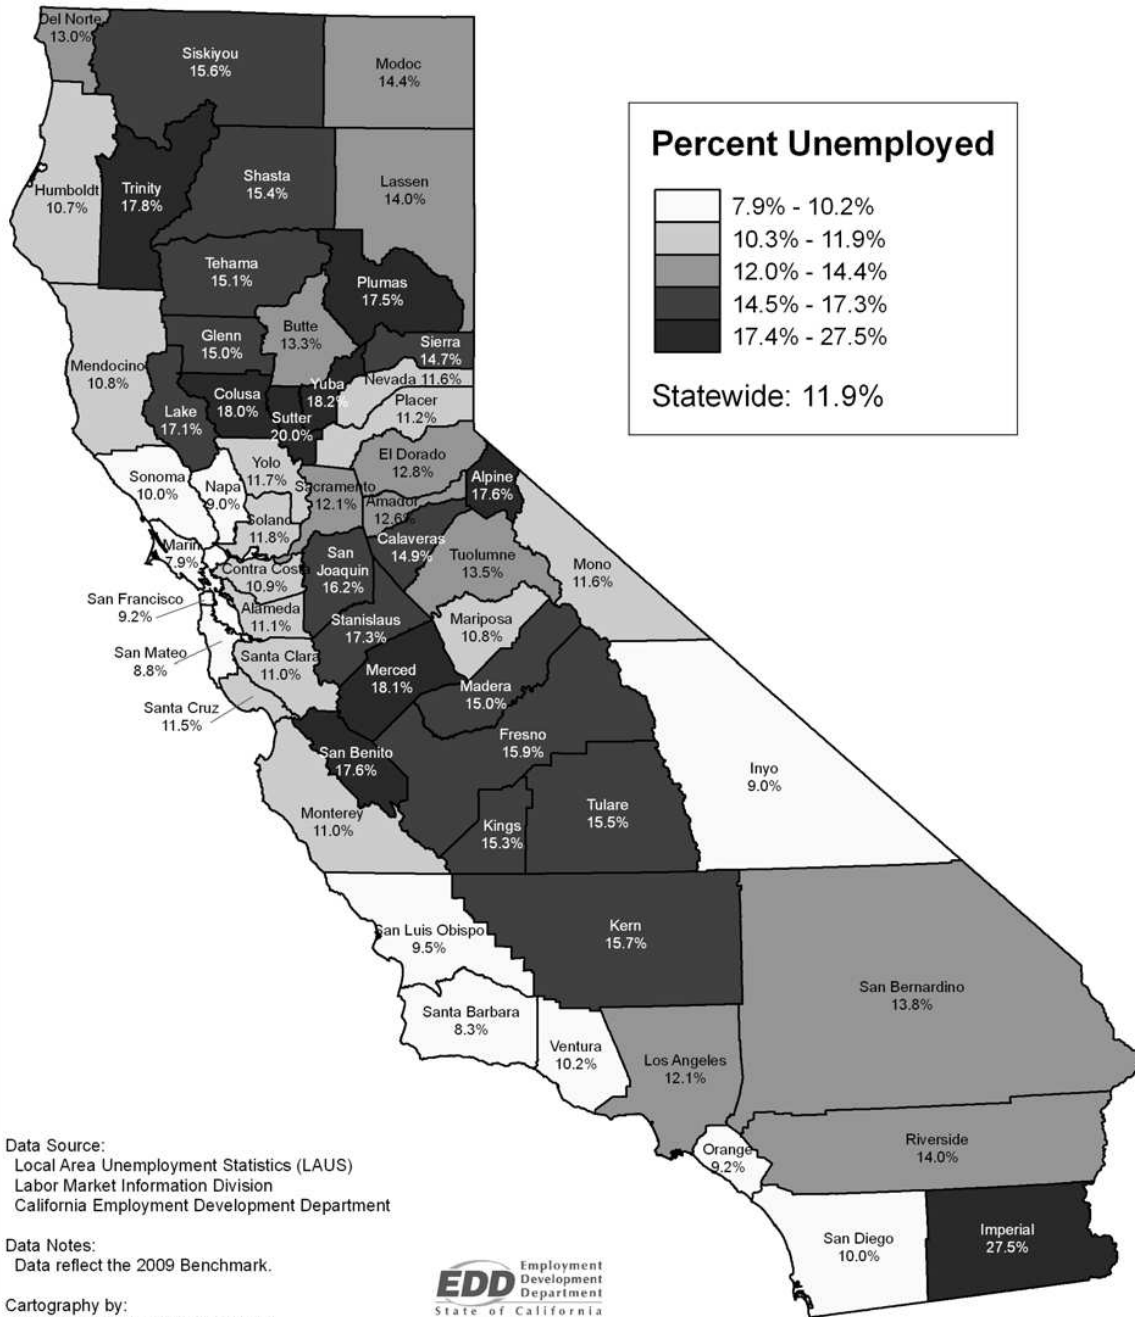 Del Norte
13.0%
Siskiyou
15.6%
Modoc
14.4%
Percent Unemployed
7.9% - 10.2%
10.3% - 11.9%
12.0% - 14.4%
14.5% - 17.3%
17.4% - 27.5%
Statewide: 11.9%
Humboldt
10.7%
Trinity
17.8%
Shasta
15.4%
Lassen
14.0%
Tehama
15.1%
Plumas
17.5%
Glenn
15.0%
Butte
13.3%
Sierra
14.7%
Mendocino
10.8%
Lake
17.1%
Colusa
18.0%
Sutter
20.0%
Yuba
18.2%
Nevada 11.6%
Placer
11.2%
Sonoma
10.0%
Napa
9.0%
Yolo
11.7%
Sacramento
12.1%
El Dorado
12.8%
Alpine
17.6%
Amador
12.6%
Solano
11.8%
Marin
7.9%
Contra Costa
10.9%
San
Joaquin
16.2%
Calaveras
14.9%
Tuolumne
13.5%
Mono
11.6%
San Francisco
9.2%
Alameda
11.1%
Stanislaus
17.3%
Mariposa
10.8%
San Mateo
8.8%
Santa Clara
11.0%
Merced
18.1%
Madera
15.0%
Santa Cruz
11.5%
San Benito
17.6%
Fresno
15.9%
Inyo
9.0%
Monterey
11.0%
Kings
15.3%
Tulare
15.5%
San Luis Obispo
9.5%
Kern
15.7%
San Bernardino
13.8%
Santa Barbara
8.3%
Ventura
10.2%
Los Angeles
12.1%
Orange
9.2%
Riverside
14.0%
San Diego
10.0%
Imperial
27.5%
Data Source:
Local Area Unemployment Statistics (LAUS)
Labor Market Information Division
California Employment Development Department
Data Notes:
Data reflect the 2009 Benchmark.
Cartography by:
EDD Employment
Development
Department
State of California